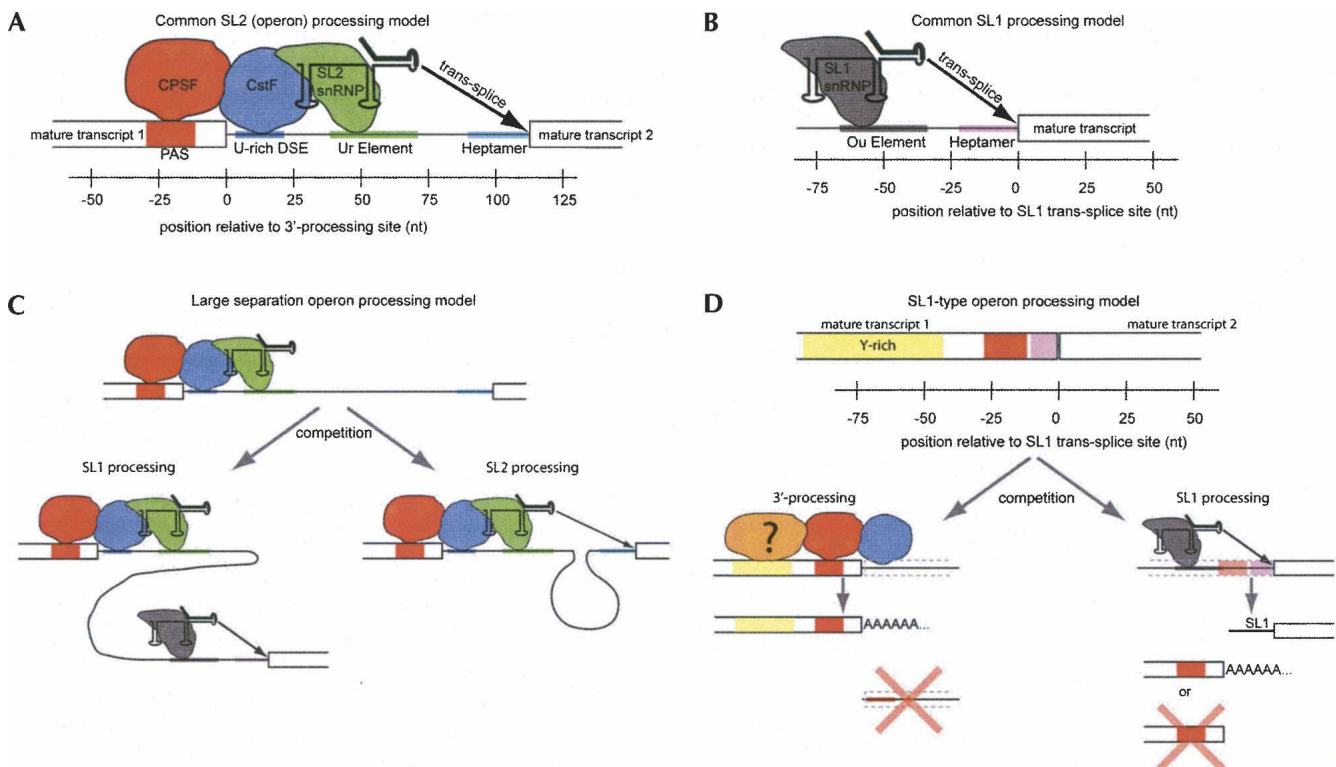 A
Common SL2 (operon) processing model
CPSF
CstF
SL2
snRNP
trans-splice
mature transcript 1
mature transcript 2
PAS
U-rich DSE
Ur Element
Heptamer
-50 -25 0 25 50 75 100 125
position relative to 3'-processing site (nt)
B
Common SL1 processing model
SL1
snRNP
trans-splice
mature transcript
Ou Element
Heptamer
-75 -50 -25 0 25 50
position relative to SL1 trans-splice site (nt)
C
Large separation operon processing model
competition
SL1 processing
SL2 processing
D
SL1-type operon processing model
mature transcript 1
mature transcript 2
Y-rich
-75 -50 -25 0 25 50
position relative to SL1 trans-splice site (nt)
3'-processing
competition
SL1 processing
?
AAAAAA...
SL1
AAAAAA...
or